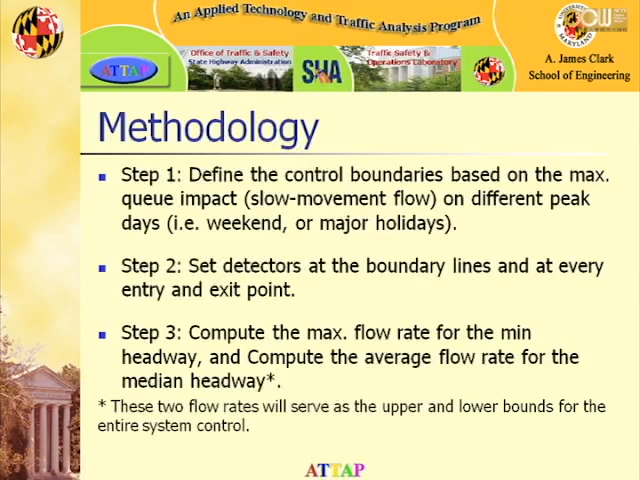 An Applied Technology and Traffic Analysis Program
ATTAP
Office of Traffic & Safety
State Highway Administration
SHA
Traffic Safety &
Operations Laboratory
UNIVERSITY
MARYLAND
OCW
A. James Clark
School of Engineering
Methodology
Step 1: Define the control boundaries based on the max.
queue impact (slow-movement flow) on different peak
days (i.e. weekend, or major holidays).
Step 2: Set detectors at the boundary lines and at every
entry and exit point.
Step 3: Compute the max. flow rate for the min
headway, and Compute the average flow rate for the
median headway*.
* These two flow rates will serve as the upper and lower bounds for the
entire system control.
ATTAP